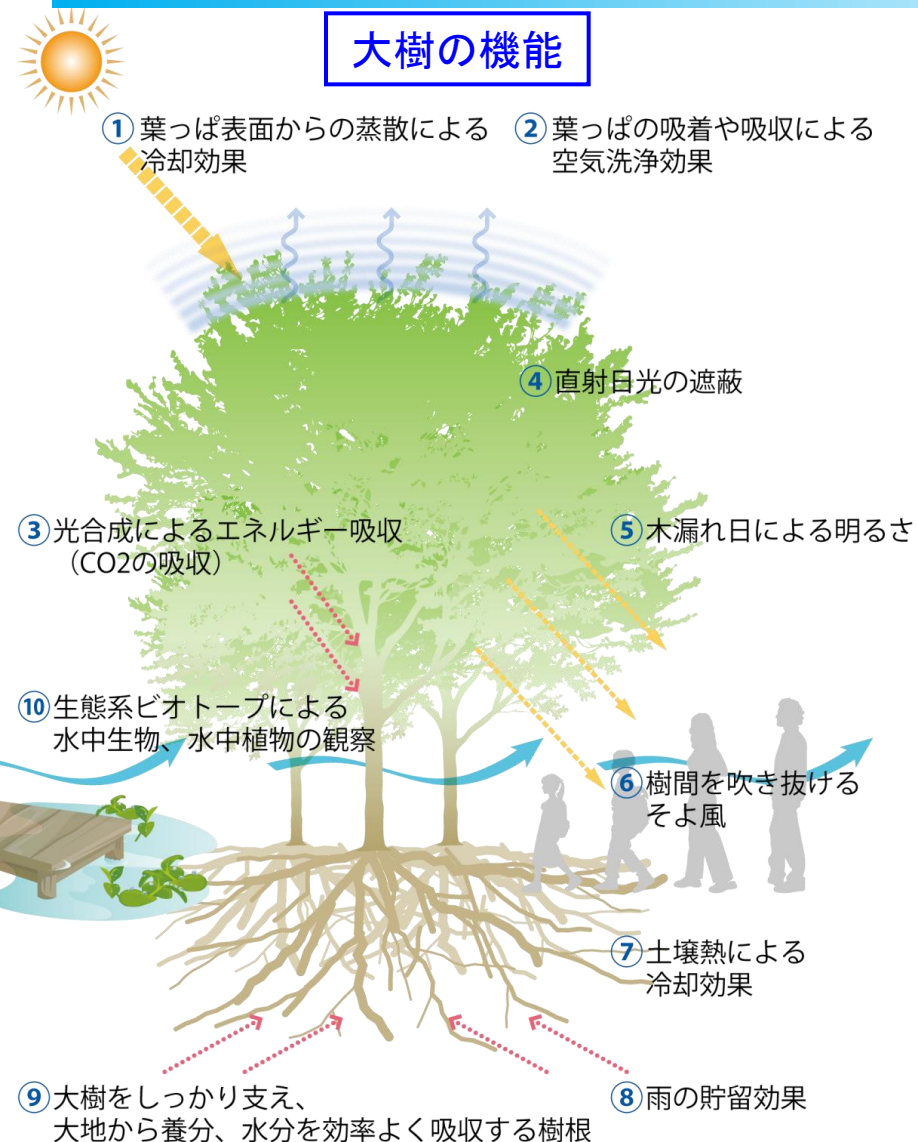 大樹の機能
①葉っぱ表面からの蒸散による
冷却効果
②葉っぱの吸着や吸収による
空気洗浄効果
④直射日光の遮蔽
③光合成によるエネルギー吸収
（CO2の吸収）
⑤木漏れ日による明るさ
⑩生態系ビオトープによる
水中生物、水中植物の観察
⑥樹間を吹き抜ける
そよ風
⑦土壌熱による
冷却効果
⑨大樹をしっかり支え、
大地から養分、水分を効率よく吸収する樹根
⑧雨の貯留効果